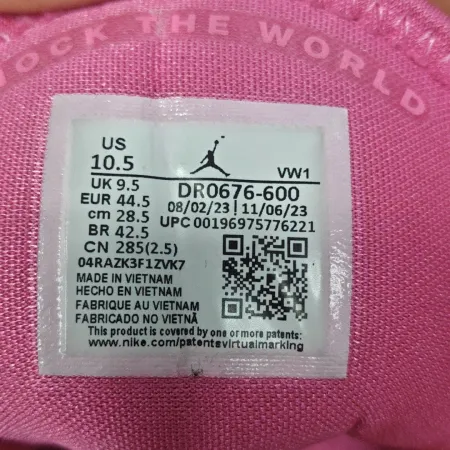 NOCK THE WORLD
US
10.5
VW1
UK 9.5
DR0676-600
EUR 44.5
08/02/23 | 11/06/23
cm 28.5
UPC 00196975776221
BR 42.5
CN 285(2.5)
04RAZK3F1ZVK7
MADE IN VIETNAM
HECHO EN VIETNAM
FABRIQUE AU VIETNAM
FABRICADO NO VIETNÃ
This product is covered by one or more patents:
www.nike.com/patentsvirtualmarking